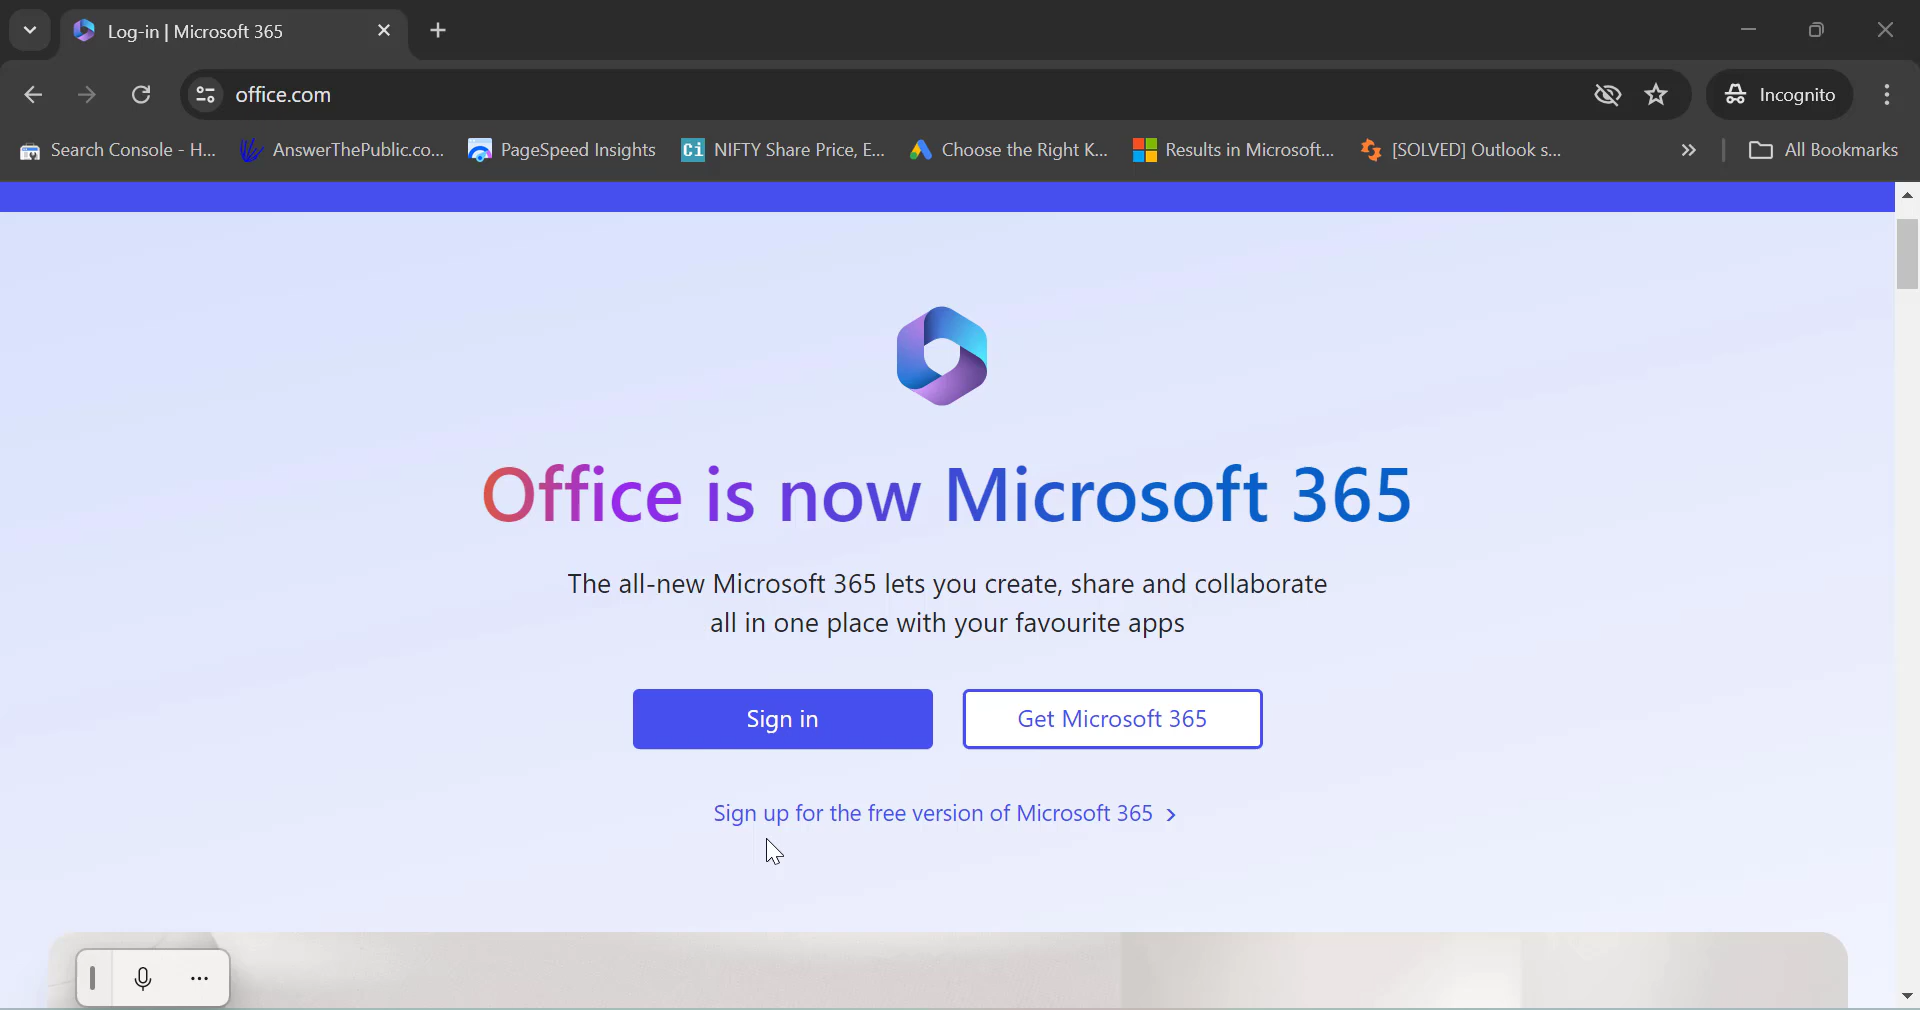 Log-in | Microsoft 365
office.com
Incognito
Search Console - H... AnswerThePublic.co... PageSpeed Insights Ci NIFTY Share Price, E... Choose the Right K... Results in Microsoft... [SOLVED] Outlook s... » All Bookmarks
Office is now Microsoft 365
The all-new Microsoft 365 lets you create, share and collaborate
all in one place with your favourite apps
Sign in
Get Microsoft 365
Sign up for the free version of Microsoft 365 >